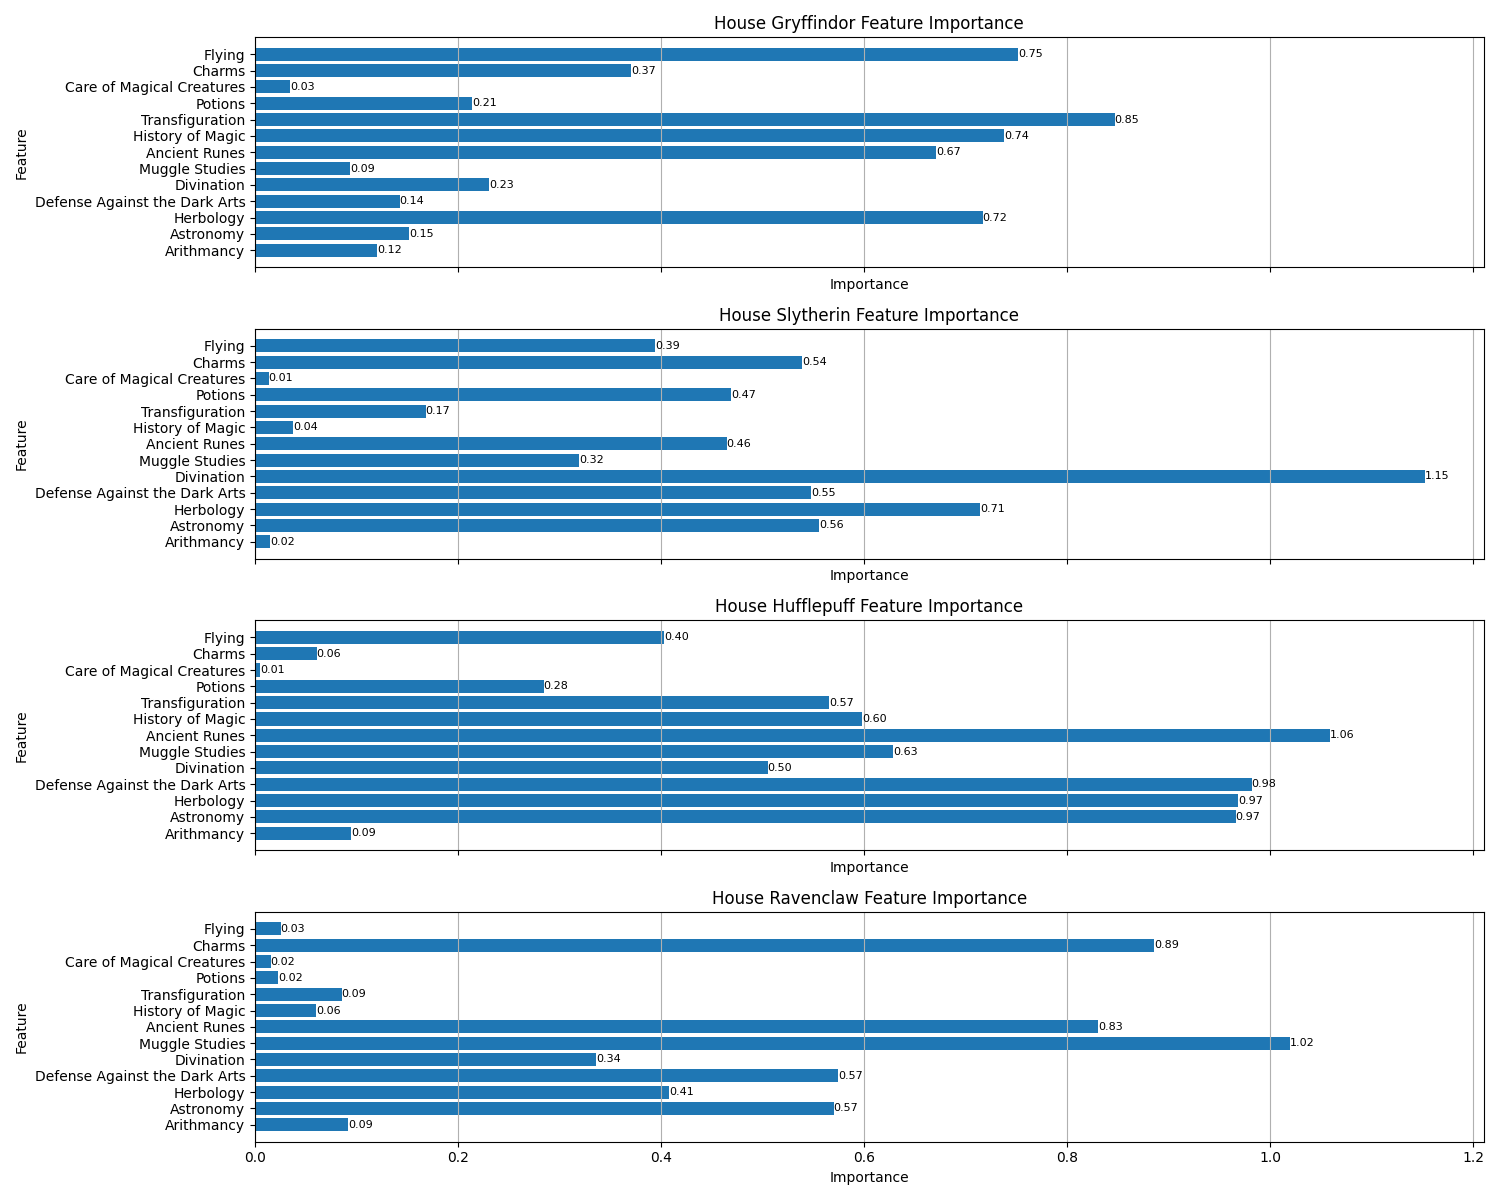 House Gryffindor Feature Importance
Flying 0.75
Charms 0.37
Care of Magical Creatures 0.03
Potions 0.21
Transfiguration 0.85
History of Magic 0.74
Ancient Runes 0.67
Muggle Studies 0.09
Divination 0.23
Defense Against the Dark Arts 0.14
Herbology 0.72
Astronomy 0.15
Arithmancy 0.12
Feature
Importance
House Slytherin Feature Importance
Flying 0.39
Charms 0.54
Care of Magical Creatures 0.01
Potions 0.47
Transfiguration 0.17
History of Magic 0.04
Ancient Runes 0.46
Muggle Studies 0.32
Divination 1.15
Defense Against the Dark Arts 0.55
Herbology 0.71
Astronomy 0.56
Arithmancy 0.02
Feature
Importance
House Hufflepuff Feature Importance
Flying 0.40
Charms 0.06
Care of Magical Creatures 0.01
Potions 0.28
Transfiguration 0.57
History of Magic 0.60
Ancient Runes 1.06
Muggle Studies 0.63
Divination 0.50
Defense Against the Dark Arts 0.98
Herbology 0.97
Astronomy 0.97
Arithmancy 0.09
Feature
Importance
House Ravenclaw Feature Importance
Flying 0.03
Charms 0.89
Care of Magical Creatures 0.02
Potions 0.02
Transfiguration 0.09
History of Magic 0.06
Ancient Runes 0.83
Muggle Studies 1.02
Divination 0.34
Defense Against the Dark Arts 0.57
Herbology 0.41
Astronomy 0.57
Arithmancy 0.09
Feature
0.0 0.2 0.4 0.6 0.8 1.0 1.2
Importance